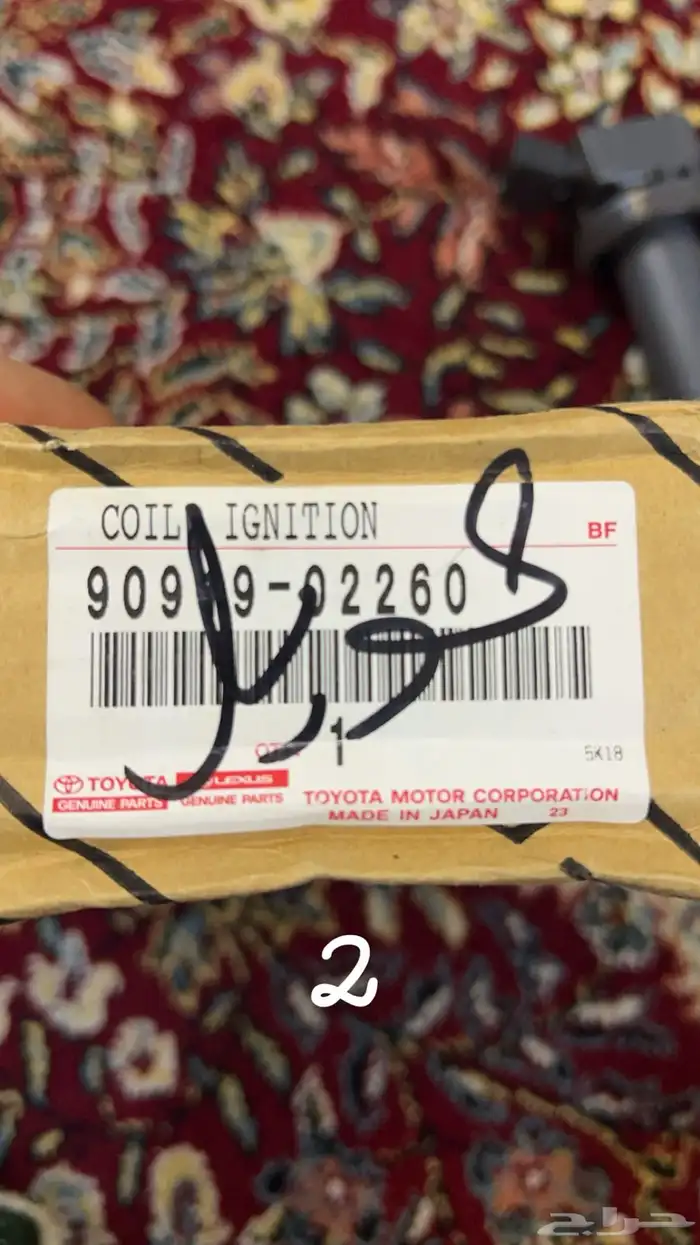 COIL, IGNITION
BF
90919-02260
QTY. 1
5K18
TOYOTA LEXUS
GENUINE PARTS GENUINE PARTS
TOYOTA MOTOR CORPORATION
MADE IN JAPAN 23
2
حراج